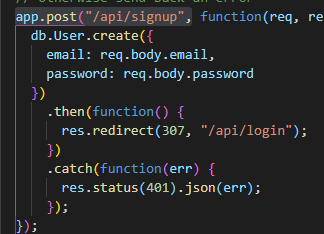 // otherwise send back an error
app.post("/api/signup", function(req, re
db.User.create({
email: req.body.email,
password: req.body.password
})
.then(function() {
res.redirect(307, "/api/login");
})
.catch(function(err) {
res.status(401).json(err);
});
});